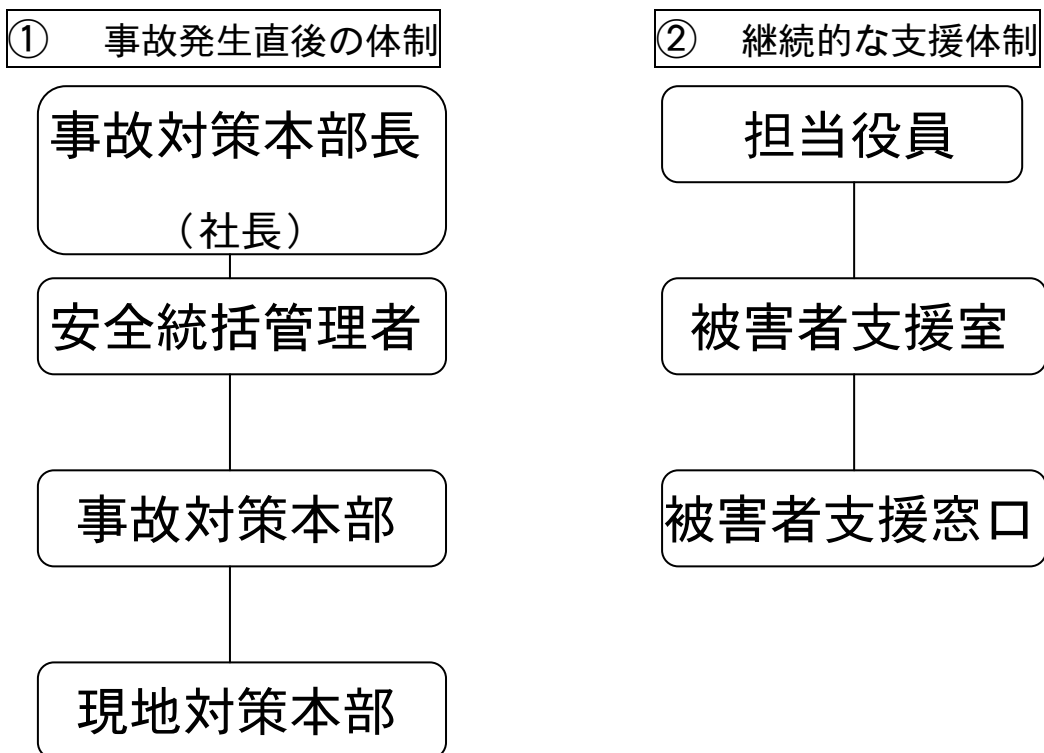 ① 事故発生直後の体制
事故対策本部長
（社長）
安全統括管理者
事故対策本部
現地対策本部
② 継続的な支援体制
担当役員
被害者支援室
被害者支援窓口